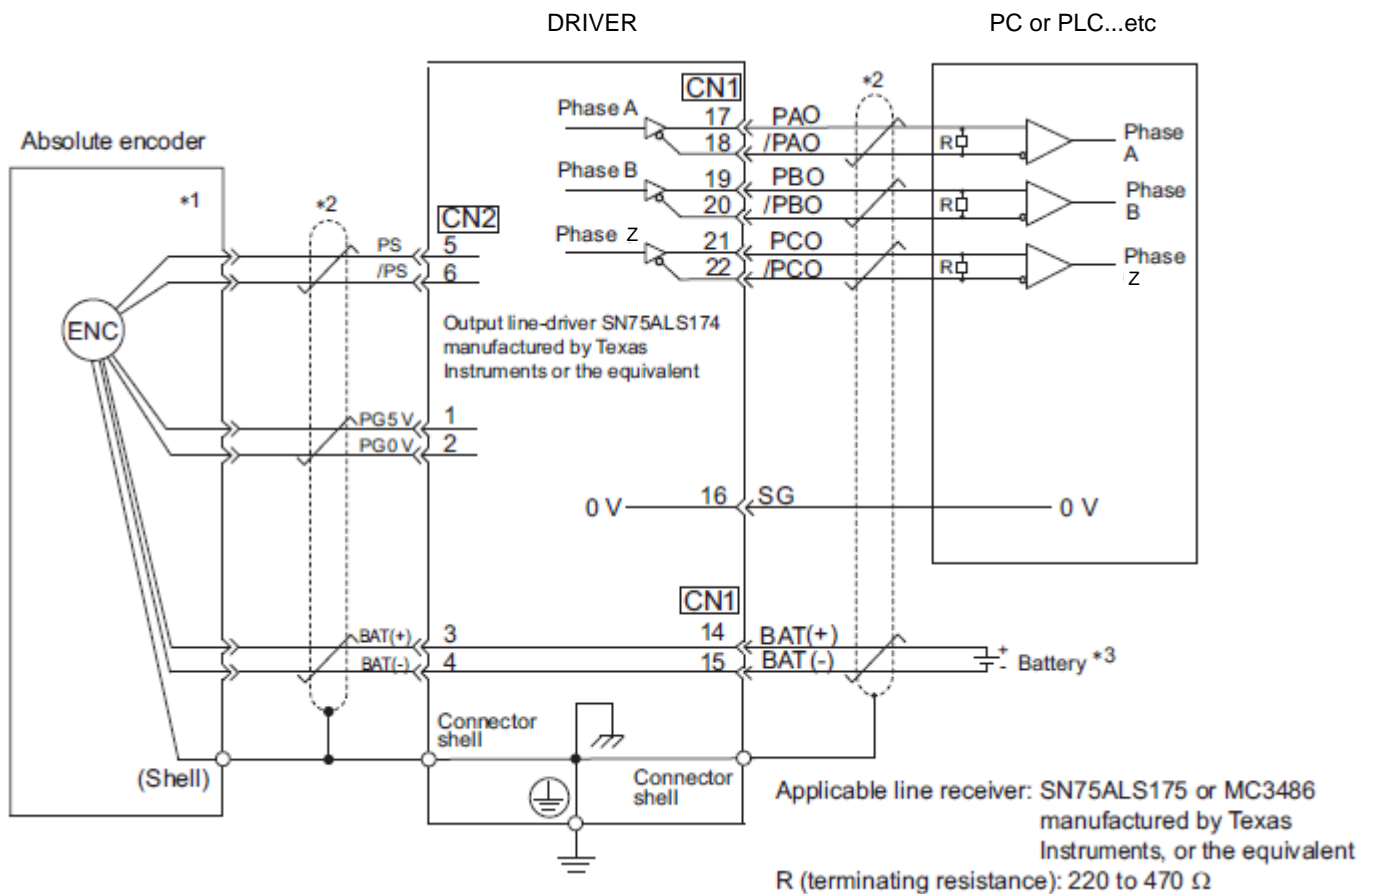 DRIVER
PC or PLC...etc
Absolute encoder
*1
*2
CN2
PS
5
/PS
6
ENC
PG5 V
1
PG0 V
2
BAT(+)
3
BAT(-)
4
(Shell)
Connector
shell
Output line-driver SN75ALS174
manufactured by Texas
Instruments or the equivalent
CN1
Phase A
17
PAO
18
/PAO
Phase B
19
PBO
20
/PBO
Phase Z
21
PCO
22
/PCO
*2
R
Phase
A
R
Phase
B
R
Phase
Z
0 V
16
SG
0 V
CN1
14
BAT(+)
15
BAT (-)
+
-
Battery *3
Connector
shell
Applicable line receiver: SN75ALS175 or MC3486
manufactured by Texas
Instruments, or the equivalent
R (terminating resistance): 220 to 470 Ω